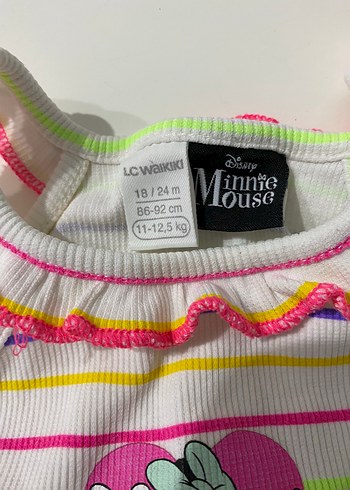 LC WAIKIKI
18 / 24 m
86-92 cm
11-12,5 kg
Disney
Minnie
Mouse